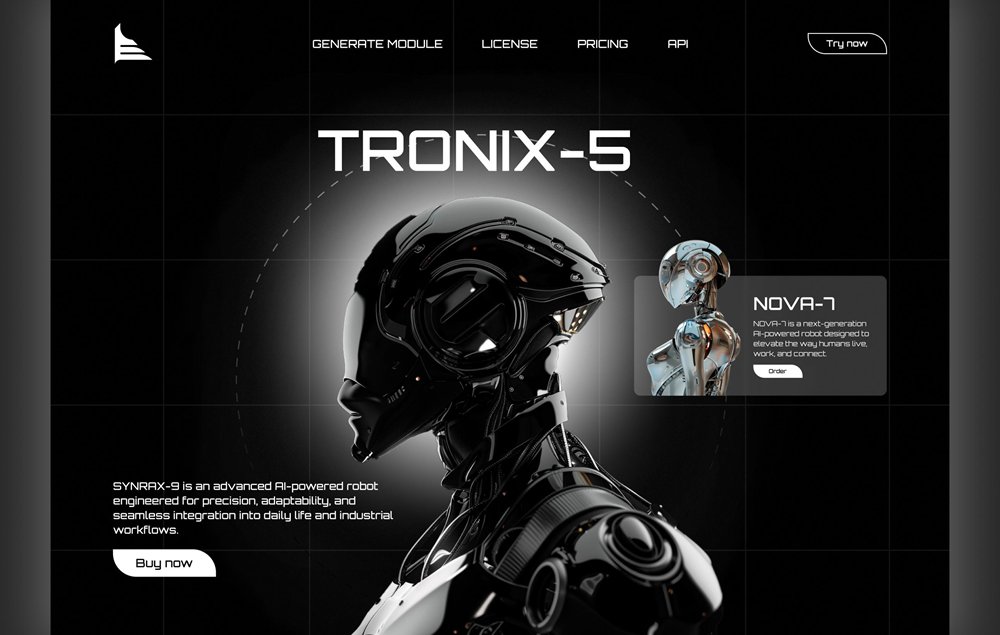 GENERATE MODULE
LICENSE
PRICING
API
Try now
TRONIX-5
NOVA-7
NOVA-7 is a next-generation
AI-powered robot designed to
elevate the way humans live,
work, and connect.
Order
SYNRAX-9 is an advanced AI-powered robot
engineered for precision, adaptability, and
seamless integration into daily life and industrial
workflows.
Buy now